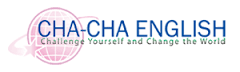 CHA-CHA ENGLISH
Challenge Yourself and Change the World